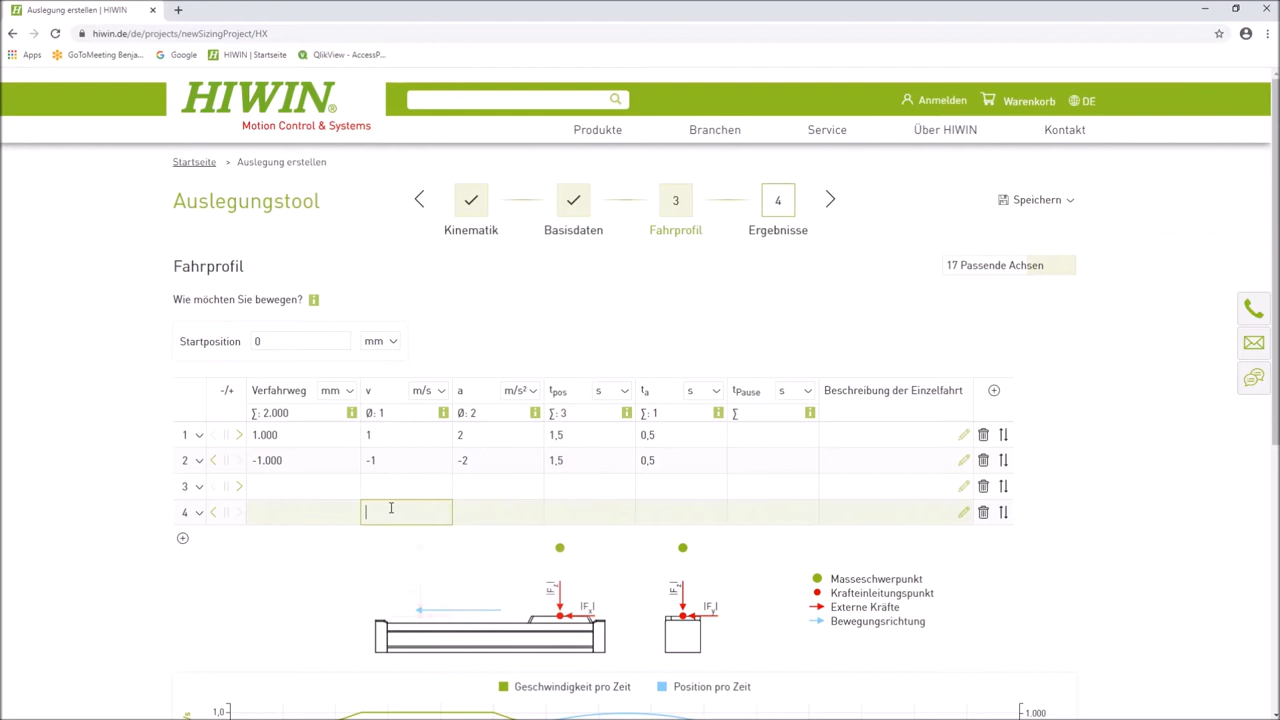 Auslegung erstellen | HIWIN
hiwin.de/de/projects/newSizingProject/HX
Apps GoToMeeting Benja... Google HIWIN | Startseite QlikView - AccessP...
HIWIN®
Motion Control & Systems
Anmelden Warenkorb DE
Produkte Branchen Service Über HIWIN Kontakt
Startseite > Auslegung erstellen
Auslegungstool
3 4
Speichern
Kinematik Basisdaten Fahrprofil Ergebnisse
Fahrprofil
17 Passende Achsen
Wie möchten Sie bewegen? i
Startposition 0 mm
-/+ Verfahrweg mm v m/s a m/s² tpos s ta s tPause s Beschreibung der Einzelfahrt
∑: 2.000 i Ø: 1 i Ø: 2 i ∑: 3 i ∑: 1 i ∑ i
1 1.000 1 2 1,5 0,5
2 -1.000 -1 -2 1,5 0,5
3
4
|Fz| |Fx| |Fz| |Fy|
Masseschwerpunkt
Krafteinleitungspunkt
Externe Kräfte
Bewegungsrichtung
Geschwindigkeit pro Zeit Position pro Zeit
1,0 1.000